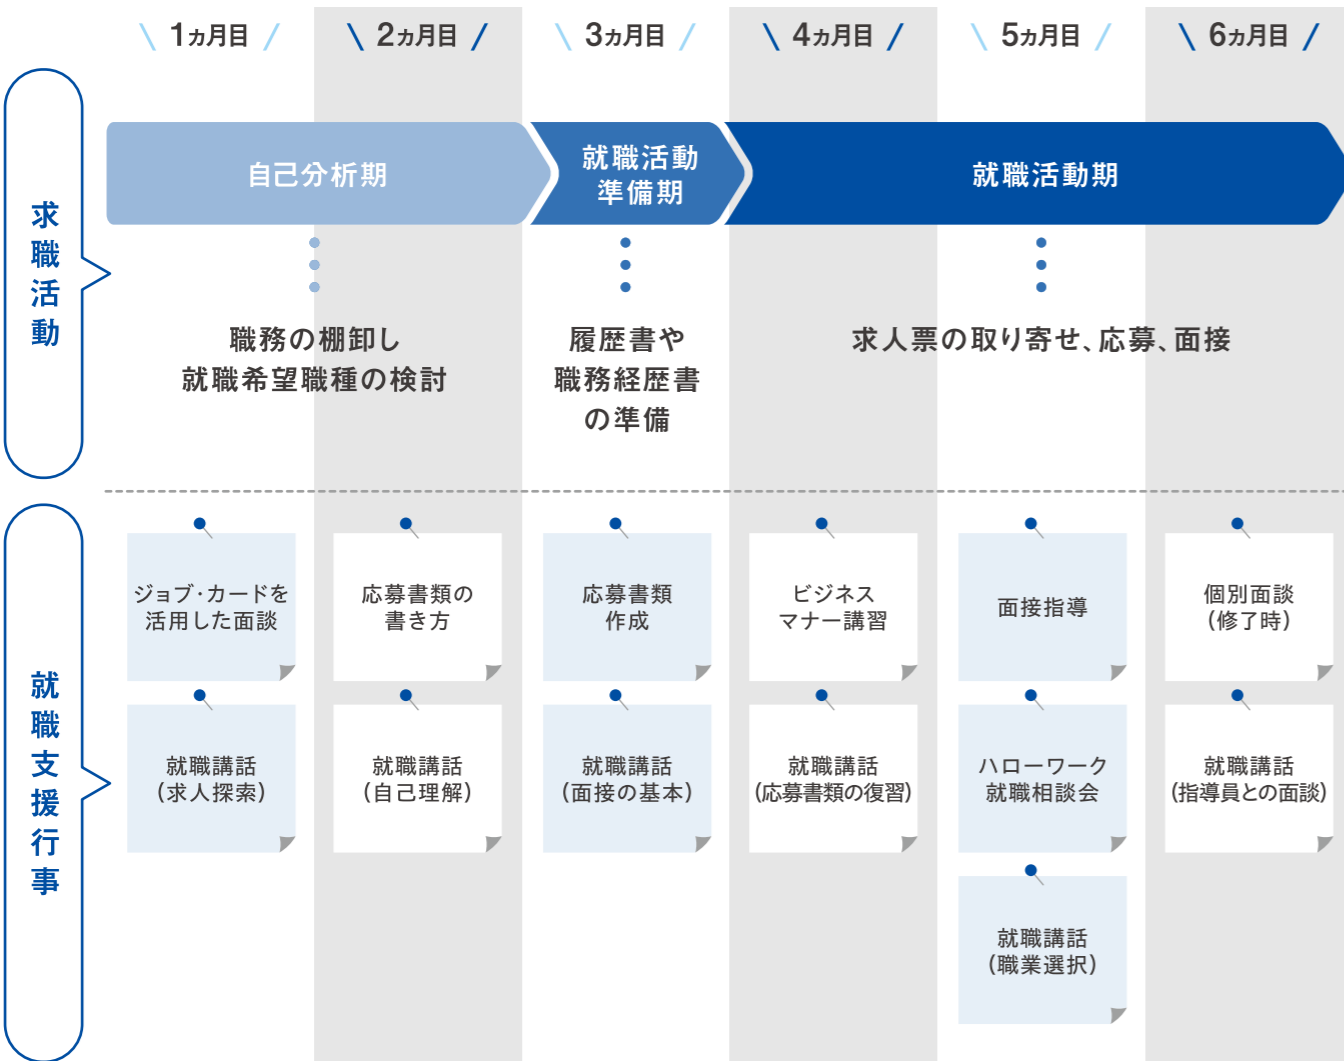 1ヵ月目
2ヵ月目
3ヵ月目
4ヵ月目
5ヵ月目
6ヵ月目
求職活動
自己分析期
就職活動
準備期
就職活動期
職務の棚卸し
就職希望職種の検討
履歴書や
職務経歴書
の準備
求人票の取り寄せ、応募、面接
就職支援行事
ジョブ・カードを
活用した面談
応募書類の
書き方
応募書類
作成
ビジネス
マナー講習
面接指導
個別面談
(修了時)
就職講話
(求人探索)
就職講話
(自己理解)
就職講話
(面接の基本)
就職講話
(応募書類の復習)
ハローワーク
就職相談会
就職講話
(指導員との面談)
就職講話
(職業選択)